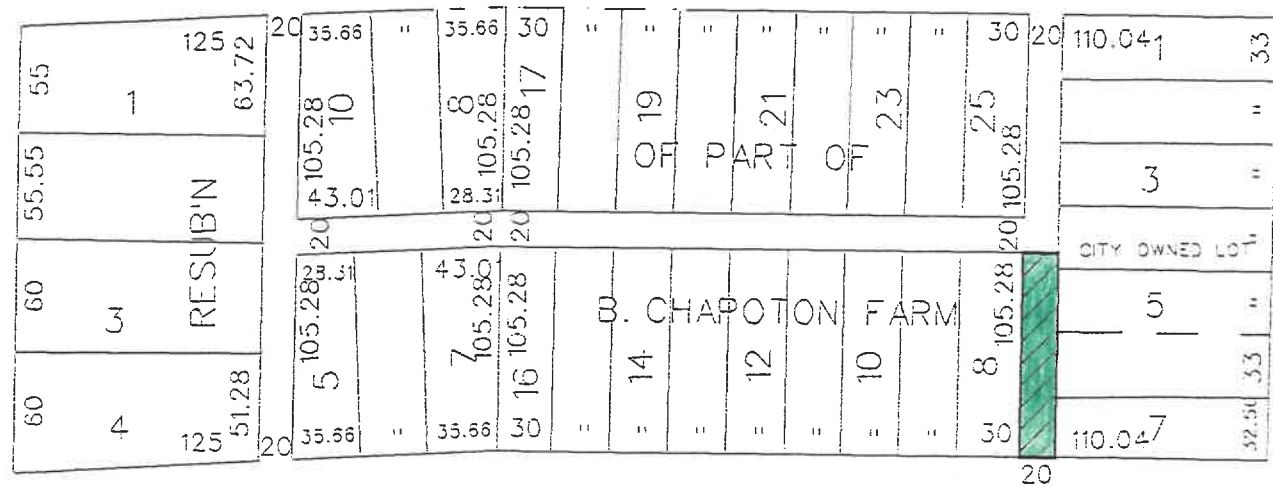 125 20 35.66 " 35.66 30 " " " " " " " 30 20 110.04 1 33
55 1 63.72 105.28 10 8 105.28 105.28 17 19 21 23 25 105.28 "
55.55 RESUB'N OF PART OF 3 "
43.01 28.31
20 20 20 20 CITY OWNED LOT "
60 3 28.31 43.01 105.28 105.28 105.28 B. CHAPOTON FARM 105.28 5 "
5 7 16 14 12 10 8 33
60 4 125 51.28 20 35.66 " 35.66 30 " " " " " " " 30 110.04 7 32.50
20